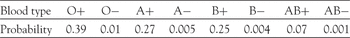 Blood type O+ O− A+ A− B+ B− AB+ AB−
Probability 0.39 0.01 0.27 0.005 0.25 0.004 0.07 0.001